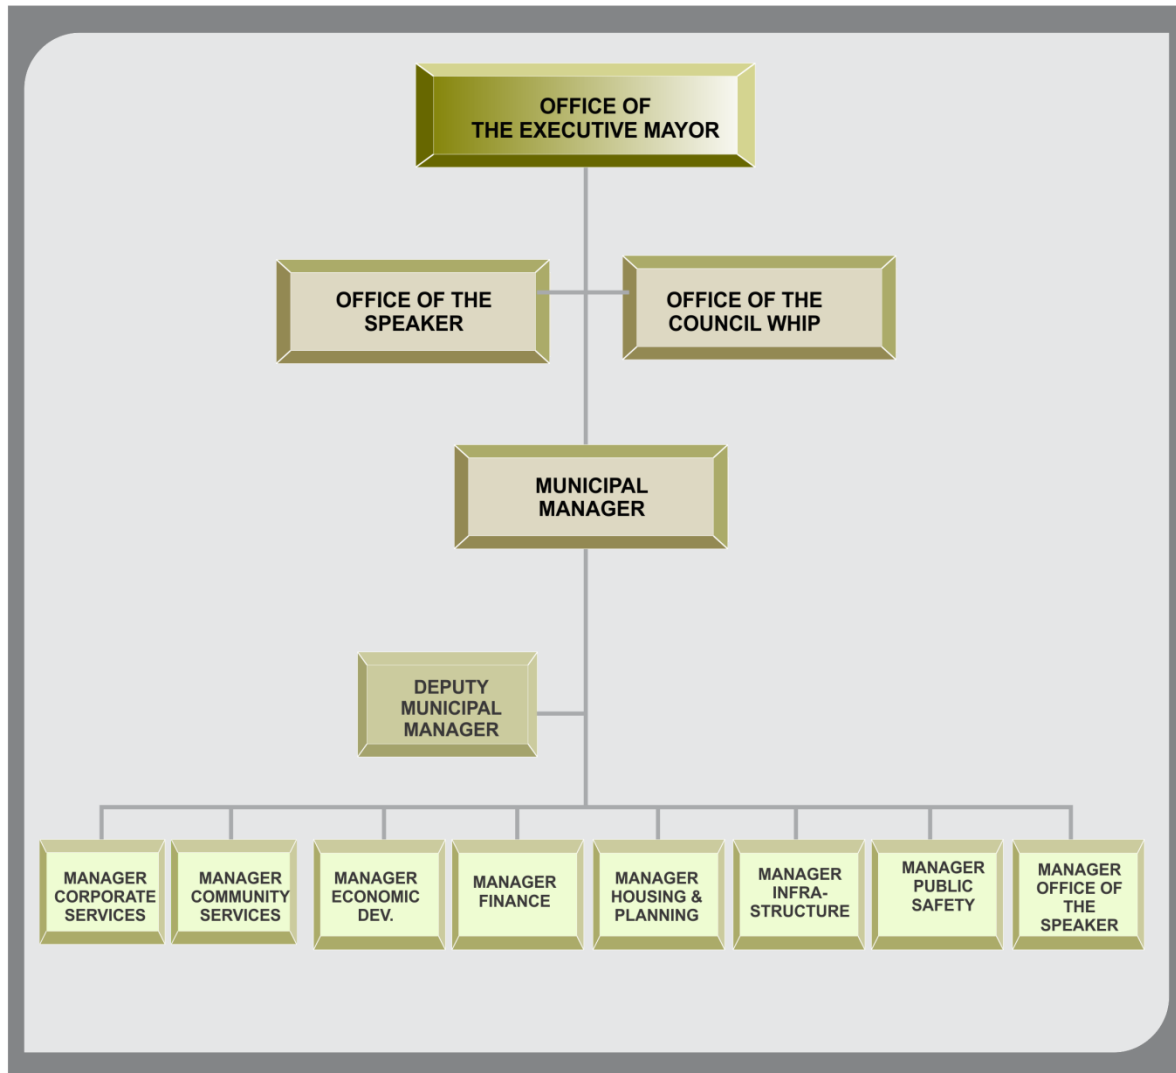 OFFICE OF
THE EXECUTIVE MAYOR
OFFICE OF THE
SPEAKER
OFFICE OF THE
COUNCIL WHIP
MUNICIPAL
MANAGER
DEPUTY
MUNICIPAL
MANAGER
MANAGER
CORPORATE
SERVICES
MANAGER
COMMUNITY
SERVICES
MANAGER
ECONOMIC
DEV.
MANAGER
FINANCE
MANAGER
HOUSING &
PLANNING
MANAGER
INFRA-
STRUCTURE
MANAGER
PUBLIC
SAFETY
MANAGER
OFFICE OF
THE
SPEAKER